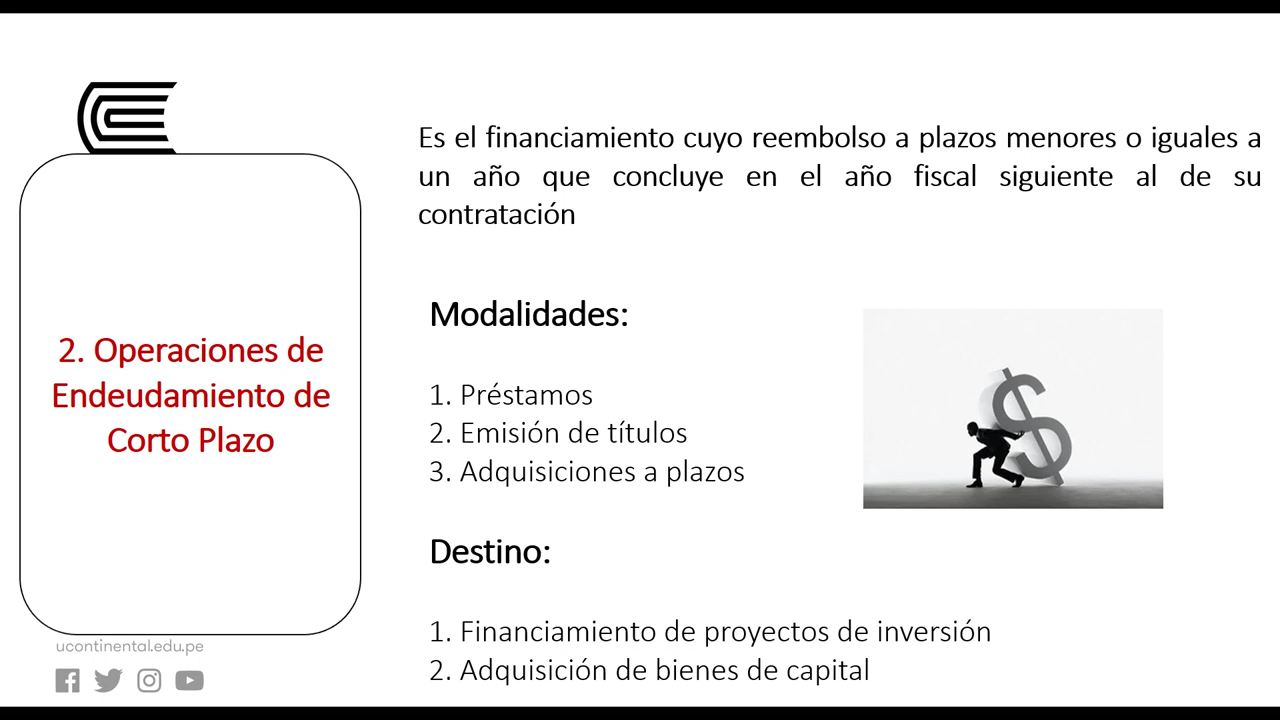 Es el financiamiento cuyo reembolso a plazos menores o iguales a
un año que concluye en el año fiscal siguiente al de su
contratación
2. Operaciones de
Endeudamiento de
Corto Plazo
Modalidades:
1. Préstamos
2. Emisión de títulos
3. Adquisiciones a plazos
Destino:
1. Financiamiento de proyectos de inversión
2. Adquisición de bienes de capital
ucontinental.edu.pe